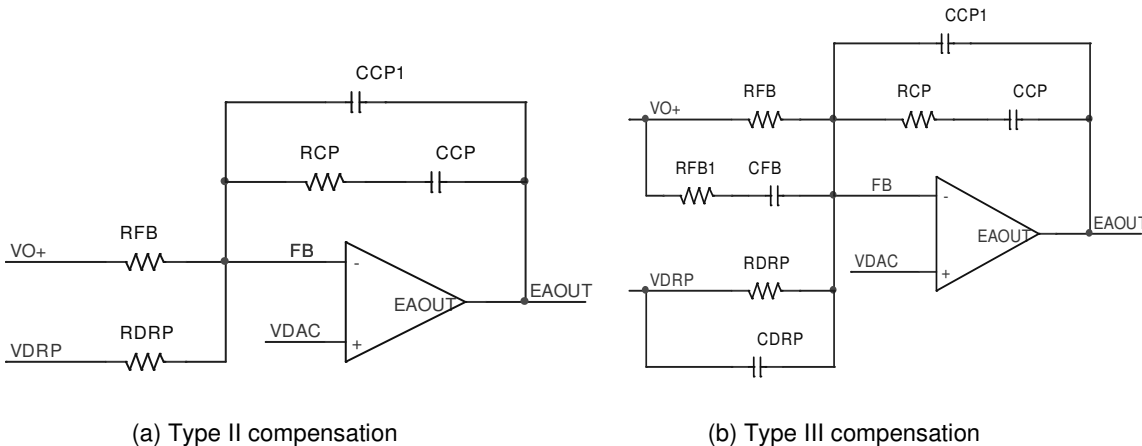 CCP1
RCP
CCP
RFB
VO+
FB
EAOUT
EAOUT
VDAC
RDRP
VDRP
-
+
(a) Type II compensation
CCP1
RFB
RCP
CCP
VO+
RFB1
CFB
FB
EAOUT
EAOUT
VDAC
RDRP
VDRP
CDRP
-
+
(b) Type III compensation